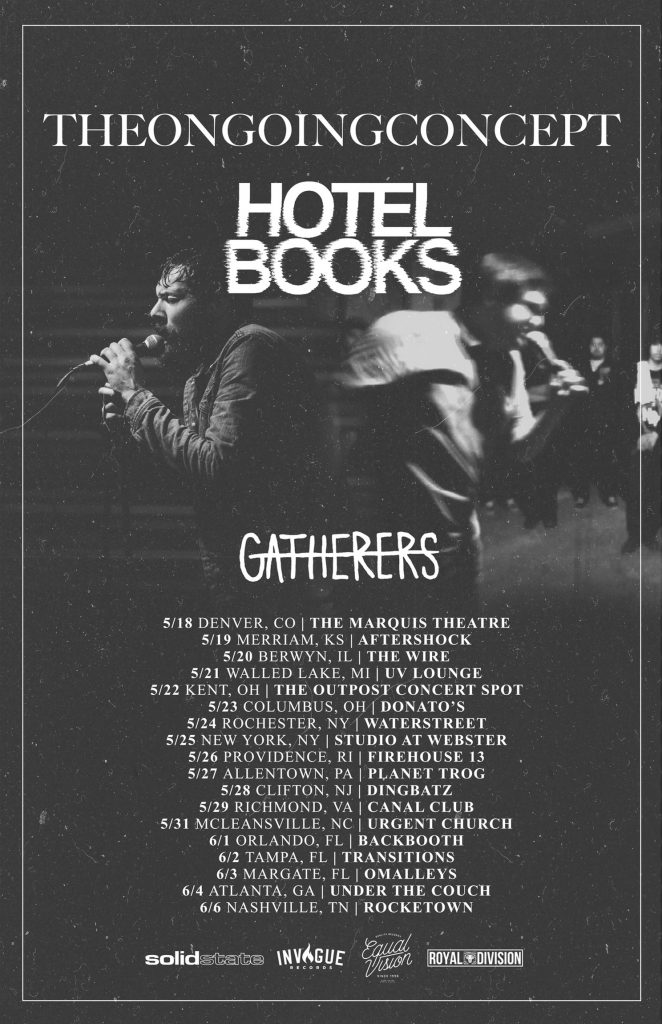 THEONGOINGCONCEPT
HOTEL
BOOKS
GATHERERS
5/18 DENVER, CO | THE MARQUIS THEATRE
5/19 MERRIAM, KS | AFTERSHOCK
5/20 BERWYN, IL | THE WIRE
5/21 WALLED LAKE, MI | UV LOUNGE
5/22 KENT, OH | THE OUTPOST CONCERT SPOT
5/23 COLUMBUS, OH | DONATO'S
5/24 ROCHESTER, NY | WATERSTREET
5/25 NEW YORK, NY | STUDIO AT WEBSTER
5/26 PROVIDENCE, RI | FIREHOUSE 13
5/27 ALLENTOWN, PA | PLANET TROG
5/28 CLIFTON, NJ | DINGBATZ
5/29 RICHMOND, VA | CANAL CLUB
5/31 MCLEANSVILLE, NC | URGENT CHURCH
6/1 ORLANDO, FL | BACKBOOTH
6/2 TAMPA, FL | TRANSITIONS
6/3 MARGATE, FL | OMALLEYS
6/4 ATLANTA, GA | UNDER THE COUCH
6/6 NASHVILLE, TN | ROCKETOWN
solidstate
INVOGUE
RECORDS
Equal
Vision
ROYAL DIVISION